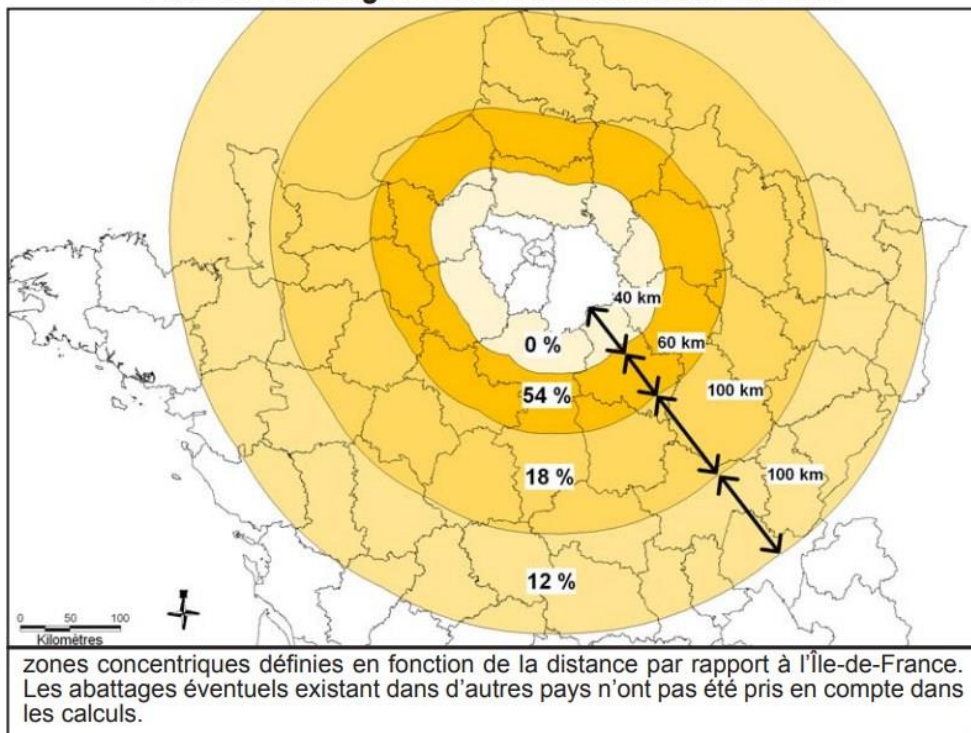 40 km
60 km
0 %
54 %
100 km
18 %
100 km
12 %
0 50 100
Kilomètres
zones concentriques définies en fonction de la distance par rapport à l'Île-de-France.
Les abattages éventuels existant dans d'autres pays n'ont pas été pris en compte dans
les calculs.